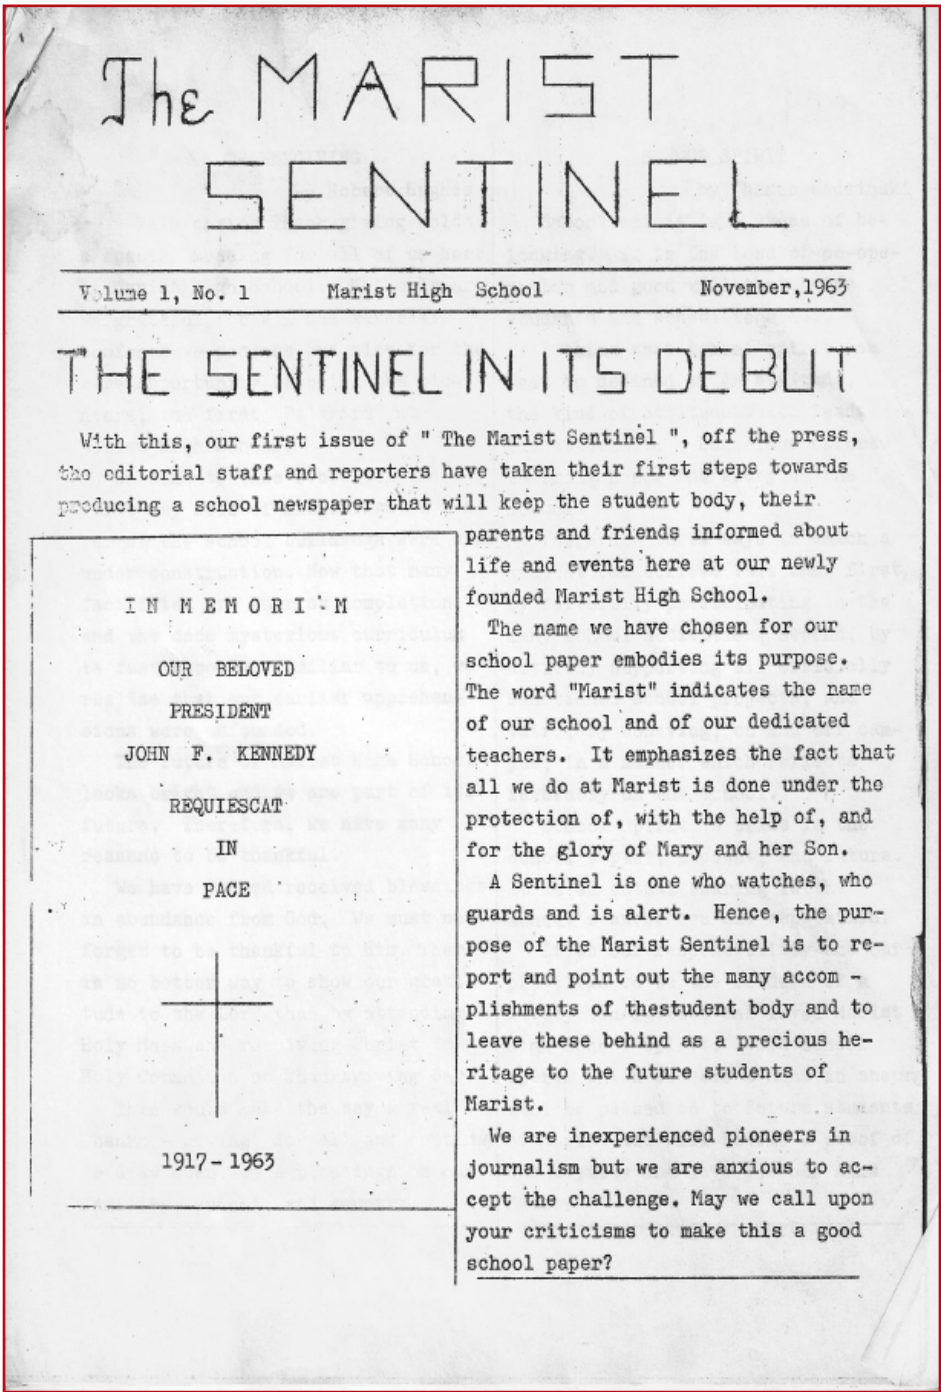 The MARIST
SENTINEL
Volume 1, No. 1 Marist High School November,1963
THE SENTINEL IN ITS DEBUT
With this, our first issue of " The Marist Sentinel ", off the press,
the editorial staff and reporters have taken their first steps towards
producing a school newspaper that will keep the student body, their
parents and friends informed about
life and events here at our newly
founded Marist High School.
The name we have chosen for our
school paper embodies its purpose.
The word "Marist" indicates the name
of our school and of our dedicated
teachers. It emphasizes the fact that
all we do at Marist is done under the
protection of, with the help of, and
for the glory of Mary and her Son.
A Sentinel is one who watches, who
guards and is alert. Hence, the pur-
pose of the Marist Sentinel is to re-
port and point out the many accom -
plishments of thestudent body and to
leave these behind as a precious he-
ritage to the future students of
Marist.
We are inexperienced pioneers in
journalism but we are anxious to ac-
cept the challenge. May we call upon
your criticisms to make this a good
school paper?
IN MEMORIAM
OUR BELOVED
PRESIDENT
JOHN F. KENNEDY
REQUIESCAT
IN
PACE
1917-1963